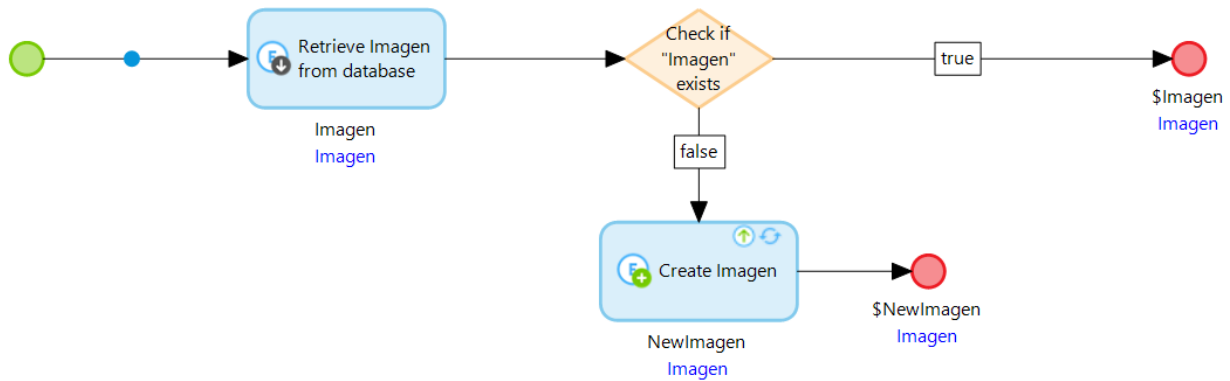 Retrieve Imagen
from database
Imagen
Imagen
Check if
"Imagen"
exists
true
$Imagen
Imagen
false
E
Create Imagen
NewImagen
Imagen
$NewImagen
Imagen